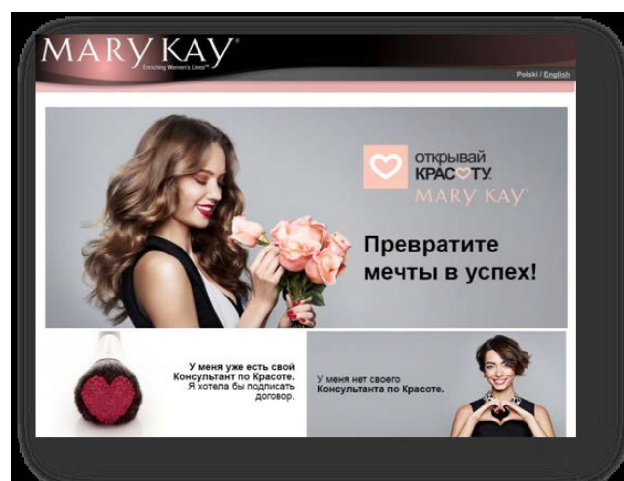 MARY KAY®
Enriching Women's Lives™
Polski / English
открывай
КРАСОТУ.
MARY KAY®
Превратите
мечты в успех!
У меня уже есть свой
Консультант по Красоте.
Я хотела бы подписать
договор.
У меня нет своего
Консультанта по Красоте.